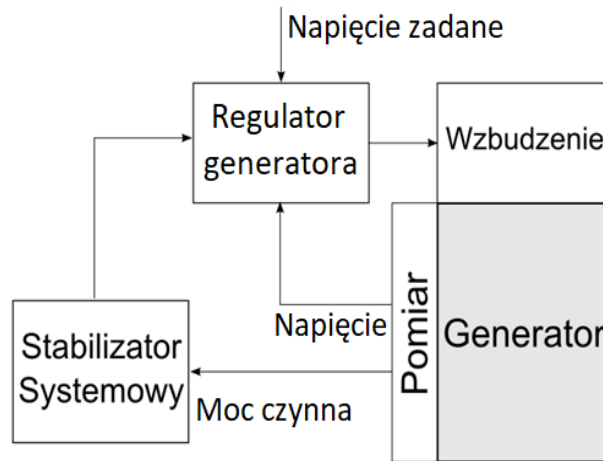 Napięcie zadane
Regulator
generatora
Wzbudzenie
Pomiar
Generator
Napięcie
Stabilizator
Systemowy
Moc czynna